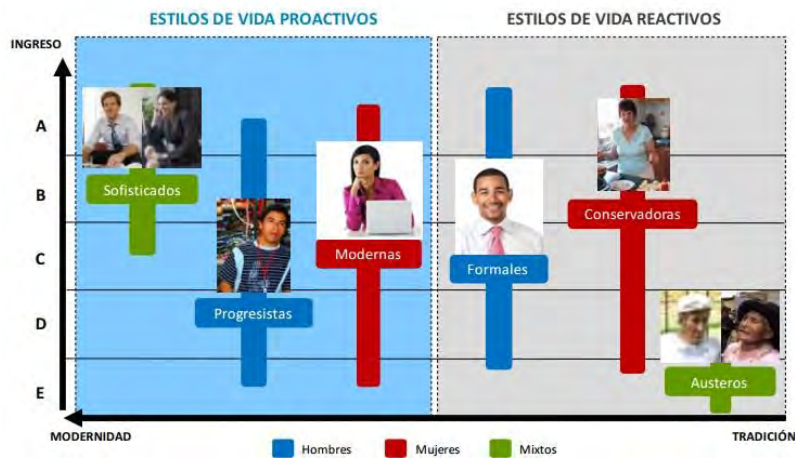 ESTILOS DE VIDA PROACTIVOS
ESTILOS DE VIDA REACTIVOS
INGRESO
A
B
C
D
E
Sofisticados
Progresistas
Modernas
Formales
Conservadoras
Austeros
MODERNIDAD
TRADICIÓN
Hombres
Mujeres
Mixtos